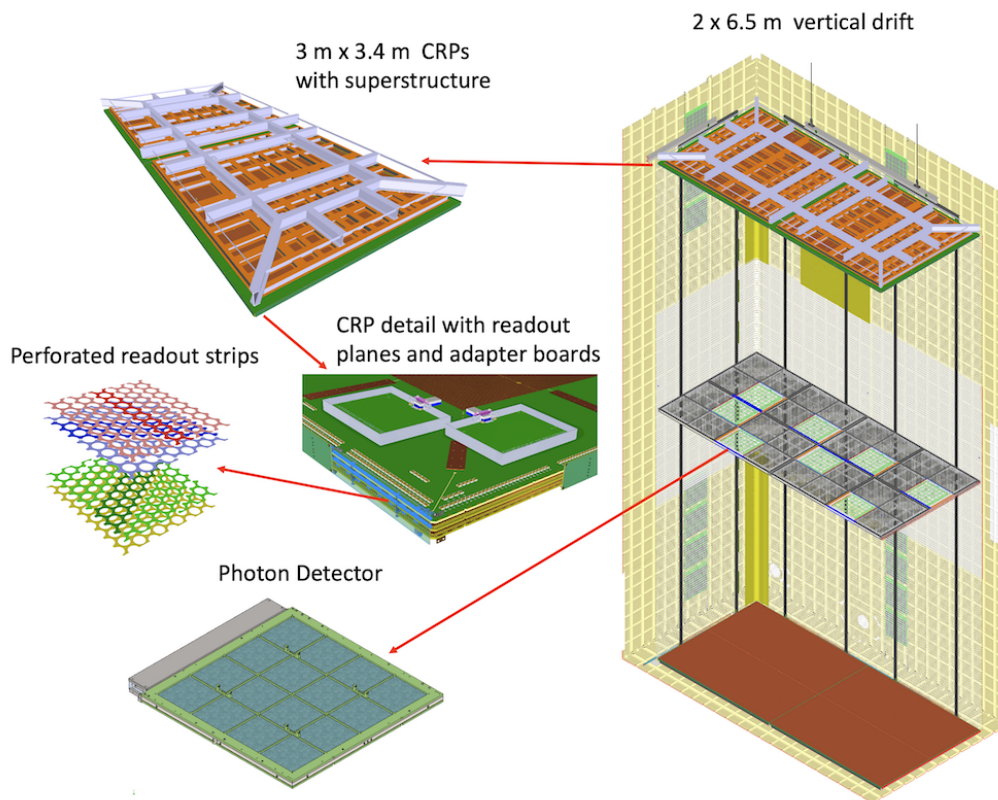 2 x 6.5 m vertical drift
3 m x 3.4 m CRPs
with superstructure
CRP detail with readout
planes and adapter boards
Perforated readout strips
Photon Detector